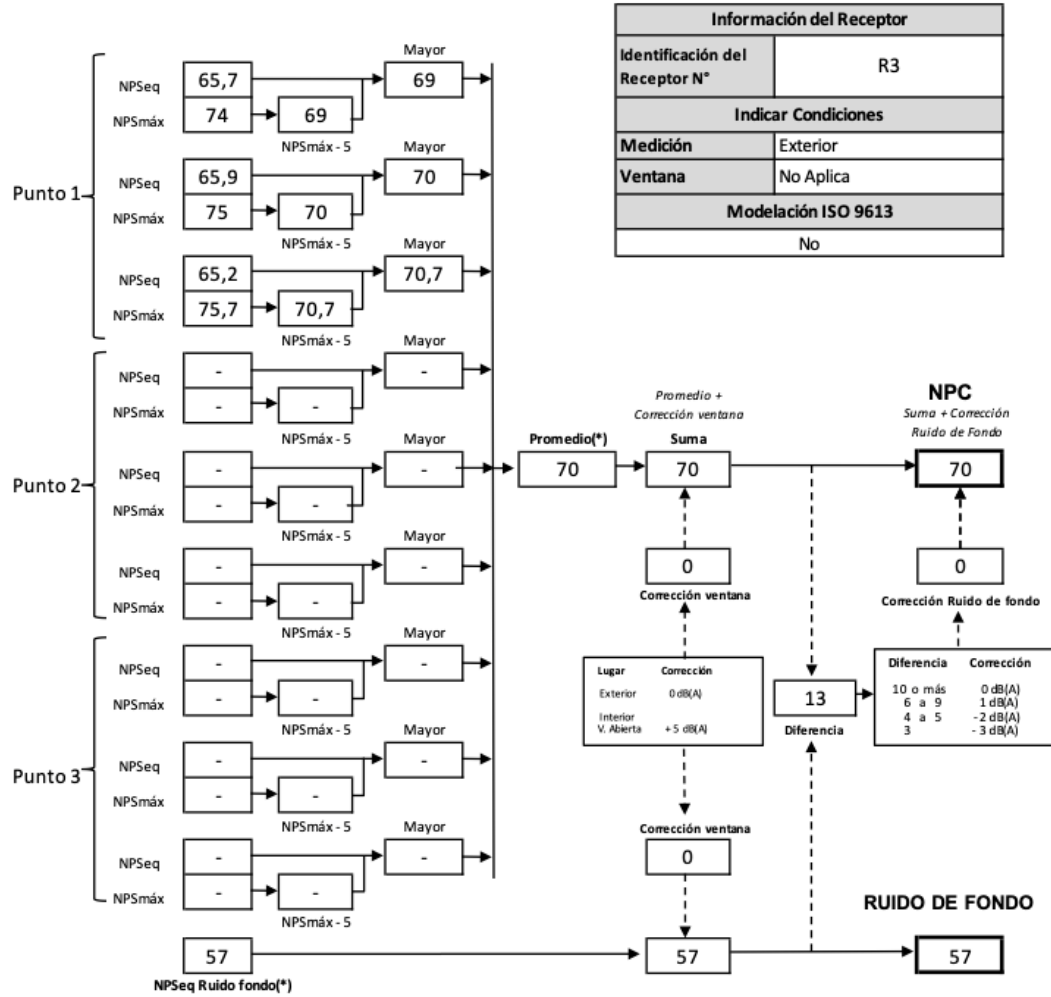 Información del Receptor
Identificación del
Receptor N°
R3
Indicar Condiciones
Medición Exterior
Ventana No Aplica
Modelación ISO 9613
No
Punto 1
Mayor
NPSeq 65,7 69
NPSmáx 74 69
NPSmáx - 5
Mayor
NPSeq 65,9 70
NPSmáx 75 70
NPSmáx - 5
Mayor
NPSeq 65,2 70,7
NPSmáx 75,7 70,7
NPSmáx - 5
Punto 2
Mayor
NPSeq - -
NPSmáx - -
NPSmáx - 5
Mayor
NPSeq - -
NPSmáx - -
NPSmáx - 5
Mayor
NPSeq - -
NPSmáx - -
NPSmáx - 5
Punto 3
Mayor
NPSeq - -
NPSmáx - -
NPSmáx - 5
Mayor
NPSeq - -
NPSmáx - -
NPSmáx - 5
Mayor
NPSeq - -
NPSmáx - -
NPSmáx - 5
57
NPSeq Ruido fondo(*)
Promedio(*)
70
Promedio +
Corrección ventana
Suma
70
0
Corrección ventana
Lugar Corrección
Exterior 0 dB(A)
Interior
V. Abierta + 5 dB(A)
Corrección ventana
0
57
13
Diferencia
NPC
Suma + Corrección
Ruido de Fondo
70
0
Corrección Ruido de fondo
Diferencia Corrección
10 o más 0 dB(A)
6 a 9 1 dB(A)
4 a 5 -2 dB(A)
3 - 3 dB(A)
RUIDO DE FONDO
57